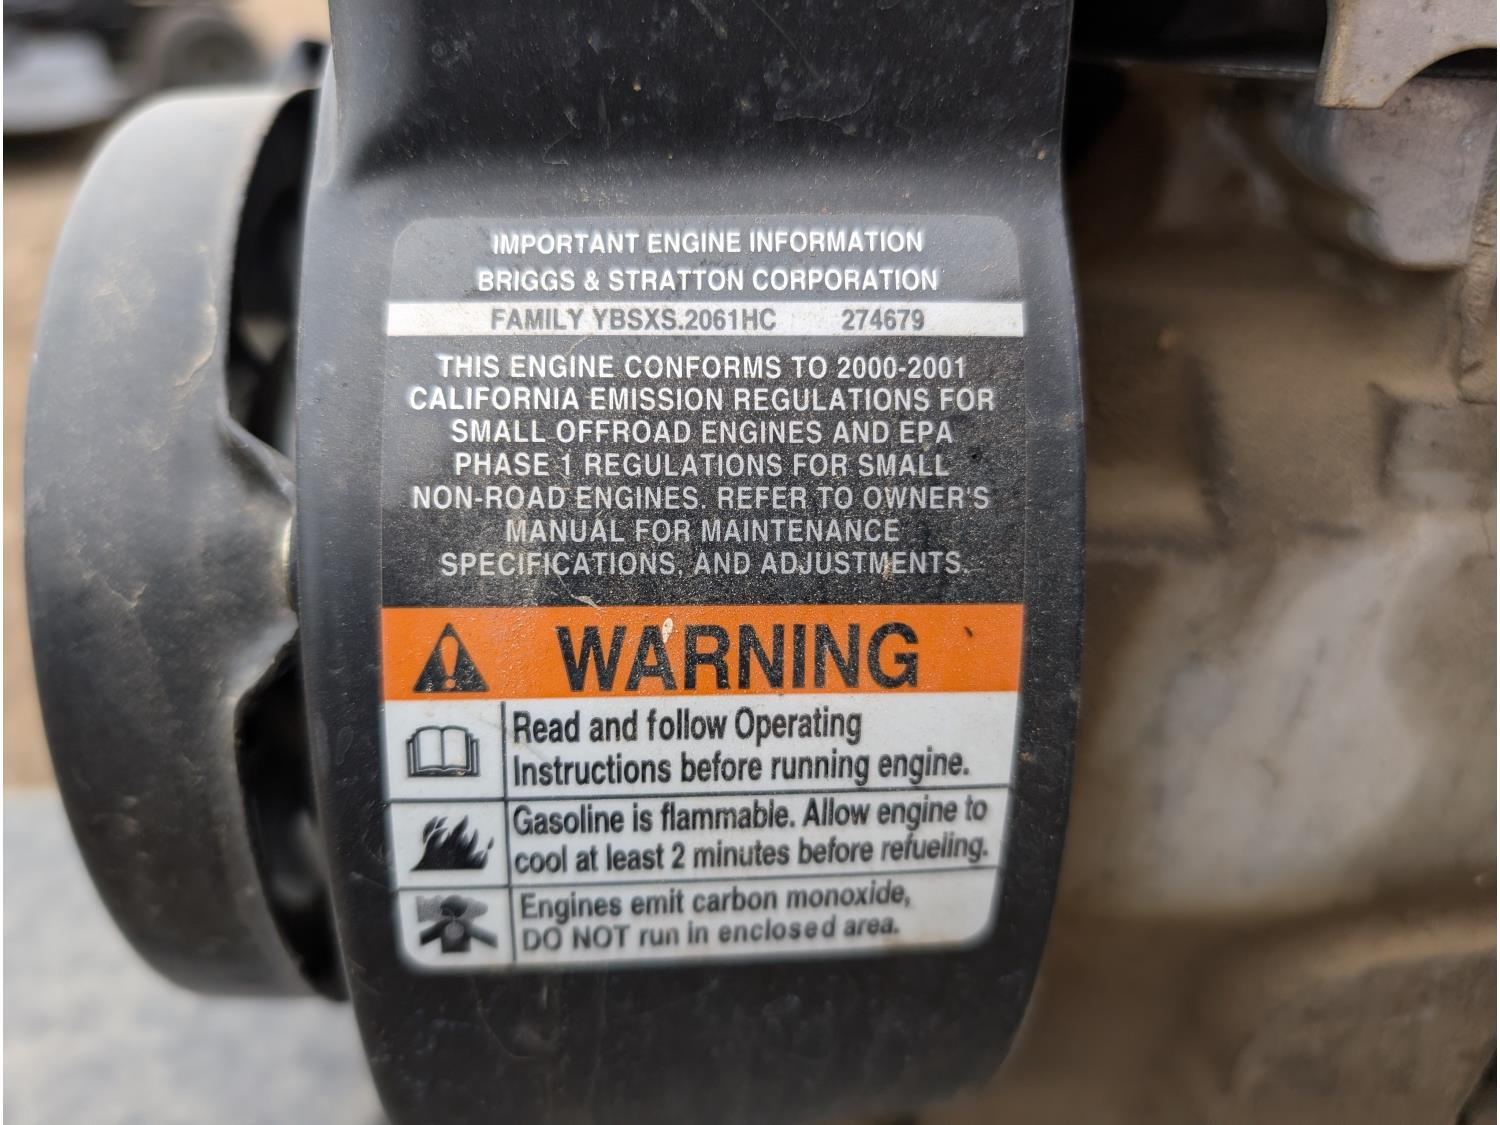 IMPORTANT ENGINE INFORMATION
BRIGGS & STRATTON CORPORATION
FAMILY YBSXS.2061HC 274679
THIS ENGINE CONFORMS TO 2000-2001
CALIFORNIA EMISSION REGULATIONS FOR
SMALL OFFROAD ENGINES AND EPA
PHASE 1 REGULATIONS FOR SMALL
NON-ROAD ENGINES. REFER TO OWNER'S
MANUAL FOR MAINTENANCE
SPECIFICATIONS, AND ADJUSTMENTS.
WARNING
Read and follow Operating
Instructions before running engine.
Gasoline is flammable. Allow engine to
cool at least 2 minutes before refueling.
Engines emit carbon monoxide,
DO NOT run in enclosed area.